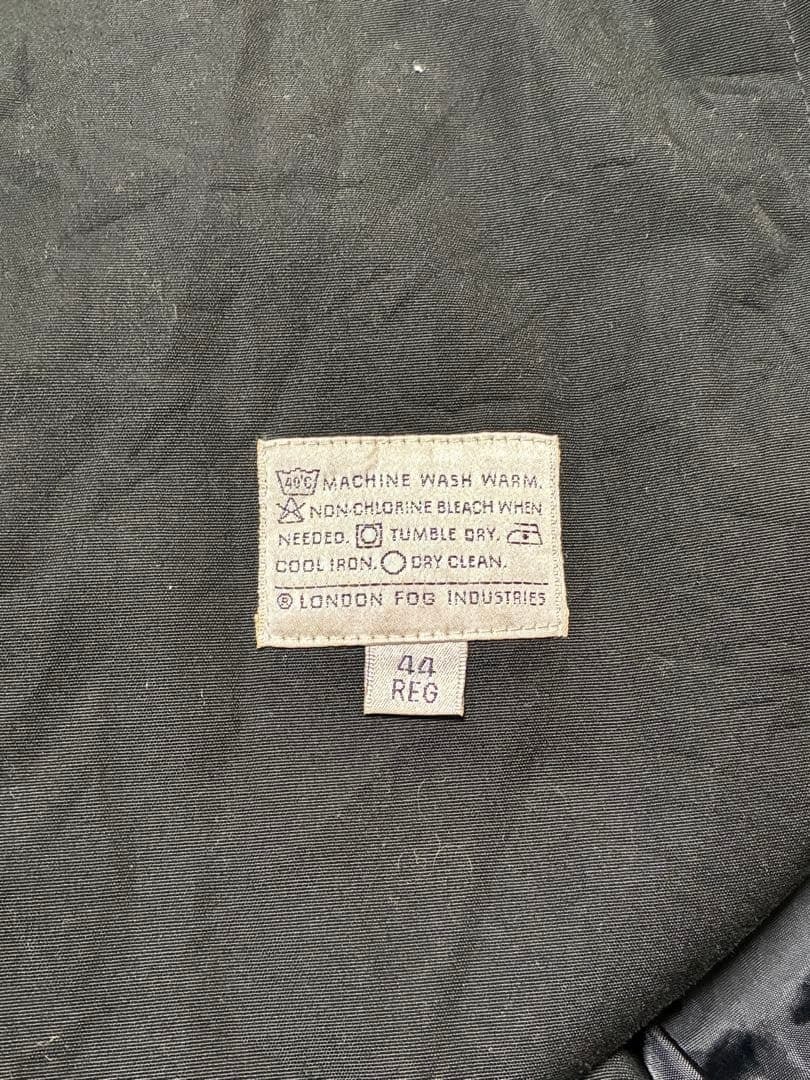 40°C MACHINE WASH WARM.
NON-CHLORINE BLEACH WHEN
NEEDED. TUMBLE DRY.
COOL IRON. DRY CLEAN.
® LONDON FOG INDUSTRIES
44
REG